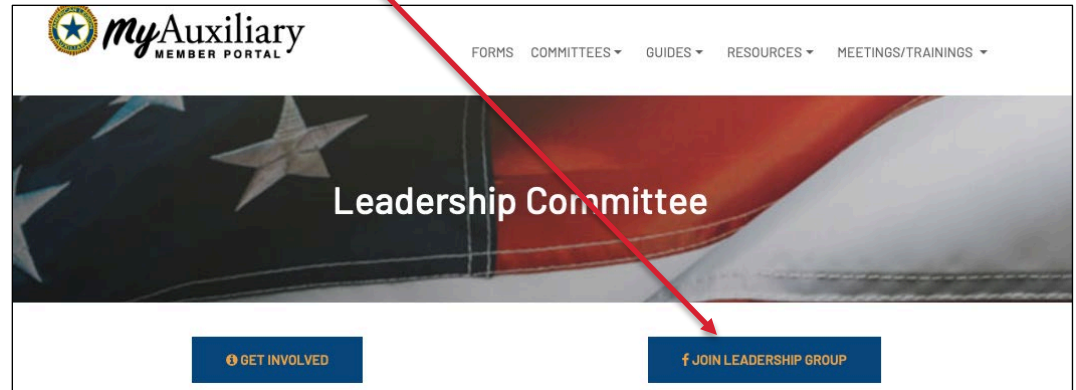 myAuxiliary
MEMBER PORTAL
FORMS COMMITTEES GUIDES RESOURCES MEETINGS/TRAININGS
Leadership Committee
GET INVOLVED
JOIN LEADERSHIP GROUP